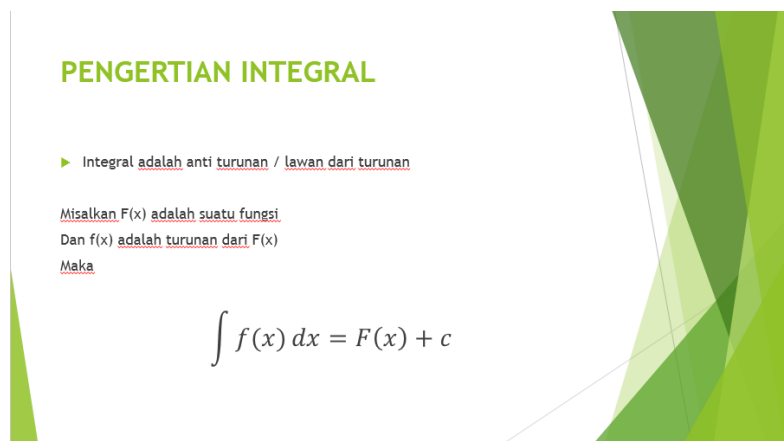 PENGERTIAN INTEGRAL
Integral adalah anti turunan / lawan dari turunan
Misalkan F(x) adalah suatu fungsi
Dan f(x) adalah turunan dari F(x)
Maka
∫ f(x) dx = F(x) + c